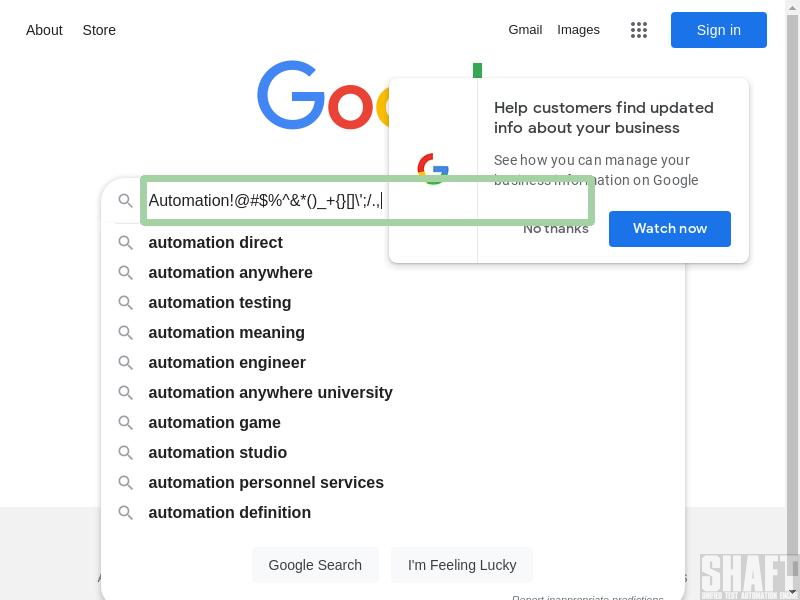 About
Store
Gmail
Images
Sign in
Help customers find updated
info about your business
See how you can manage your
business information on Google
No thanks
Watch now
Automation!@#$%^&*()_+{}[]\';/.,
automation direct
automation anywhere
automation testing
automation meaning
automation engineer
automation anywhere university
automation game
automation studio
automation personnel services
automation definition
Google Search
I'm Feeling Lucky
Report inappropriate predictions
SHAFT